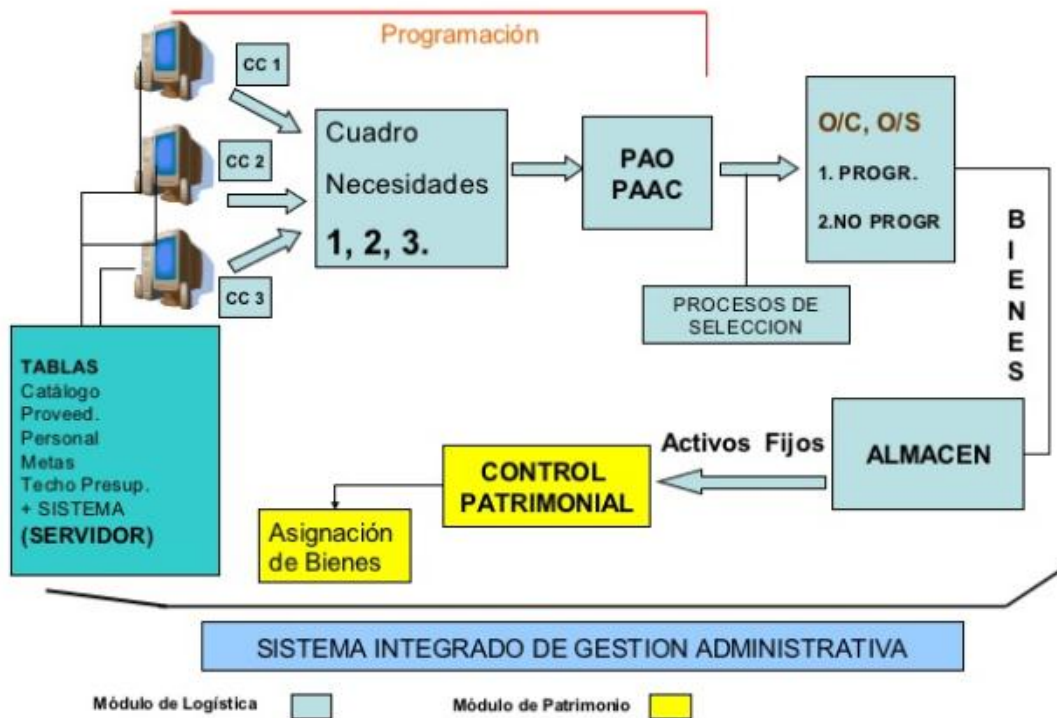 Programación
CC 1
CC 2
CC 3
Cuadro
Necesidades
1, 2, 3.
PAO
PAAC
O/C, O/S
1. PROGR.
2.NO PROGR
PROCESOS DE
SELECCION
BIENES
TABLAS
Catálogo
Proveed.
Personal
Metas
Techo Presup.
+ SISTEMA
(SERVIDOR)
ALMACEN
Activos Fijos
CONTROL
PATRIMONIAL
Asignación
de Bienes
SISTEMA INTEGRADO DE GESTION ADMINISTRATIVA
Módulo de Logística
Módulo de Patrimonio